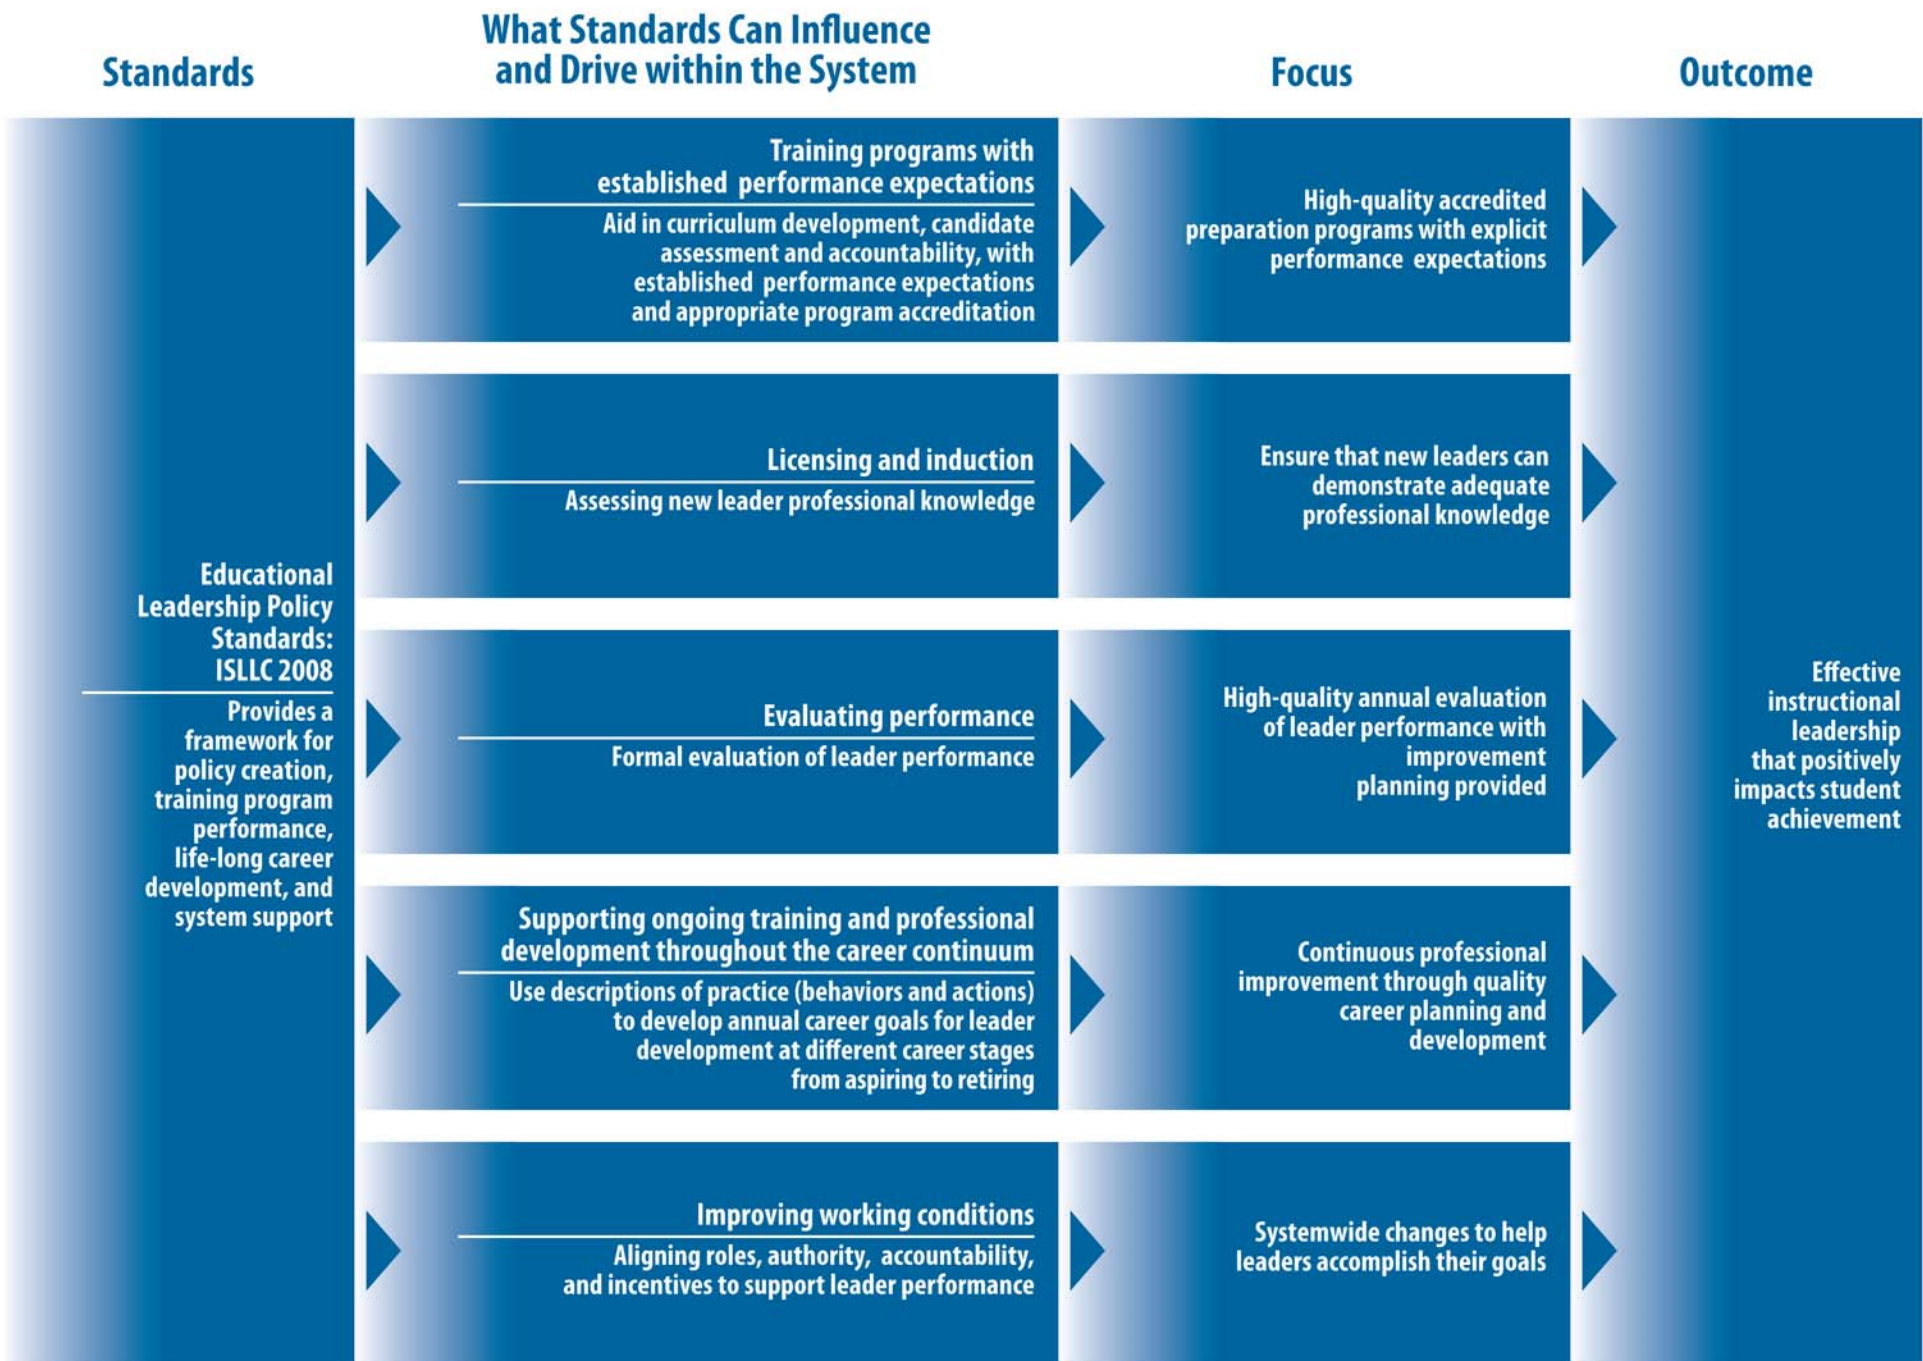 Standards
What Standards Can Influence
and Drive within the System
Focus
Outcome
Educational
Leadership Policy
Standards:
ISLLC 2008
Provides a
framework for
policy creation,
training program
performance,
life-long career
development, and
system support
Training programs with
established performance expectations
Aid in curriculum development, candidate
assessment and accountability, with
established performance expectations
and appropriate program accreditation
High-quality accredited
preparation programs with explicit
performance expectations
Licensing and induction
Assessing new leader professional knowledge
Ensure that new leaders can
demonstrate adequate
professional knowledge
Evaluating performance
Formal evaluation of leader performance
High-quality annual evaluation
of leader performance with
improvement
planning provided
Supporting ongoing training and professional
development throughout the career continuum
Use descriptions of practice (behaviors and actions)
to develop annual career goals for leader
development at different career stages
from aspiring to retiring
Continuous professional
improvement through quality
career planning and
development
Improving working conditions
Aligning roles, authority, accountability,
and incentives to support leader performance
Systemwide changes to help
leaders accomplish their goals
Effective
instructional
leadership
that positively
impacts student
achievement